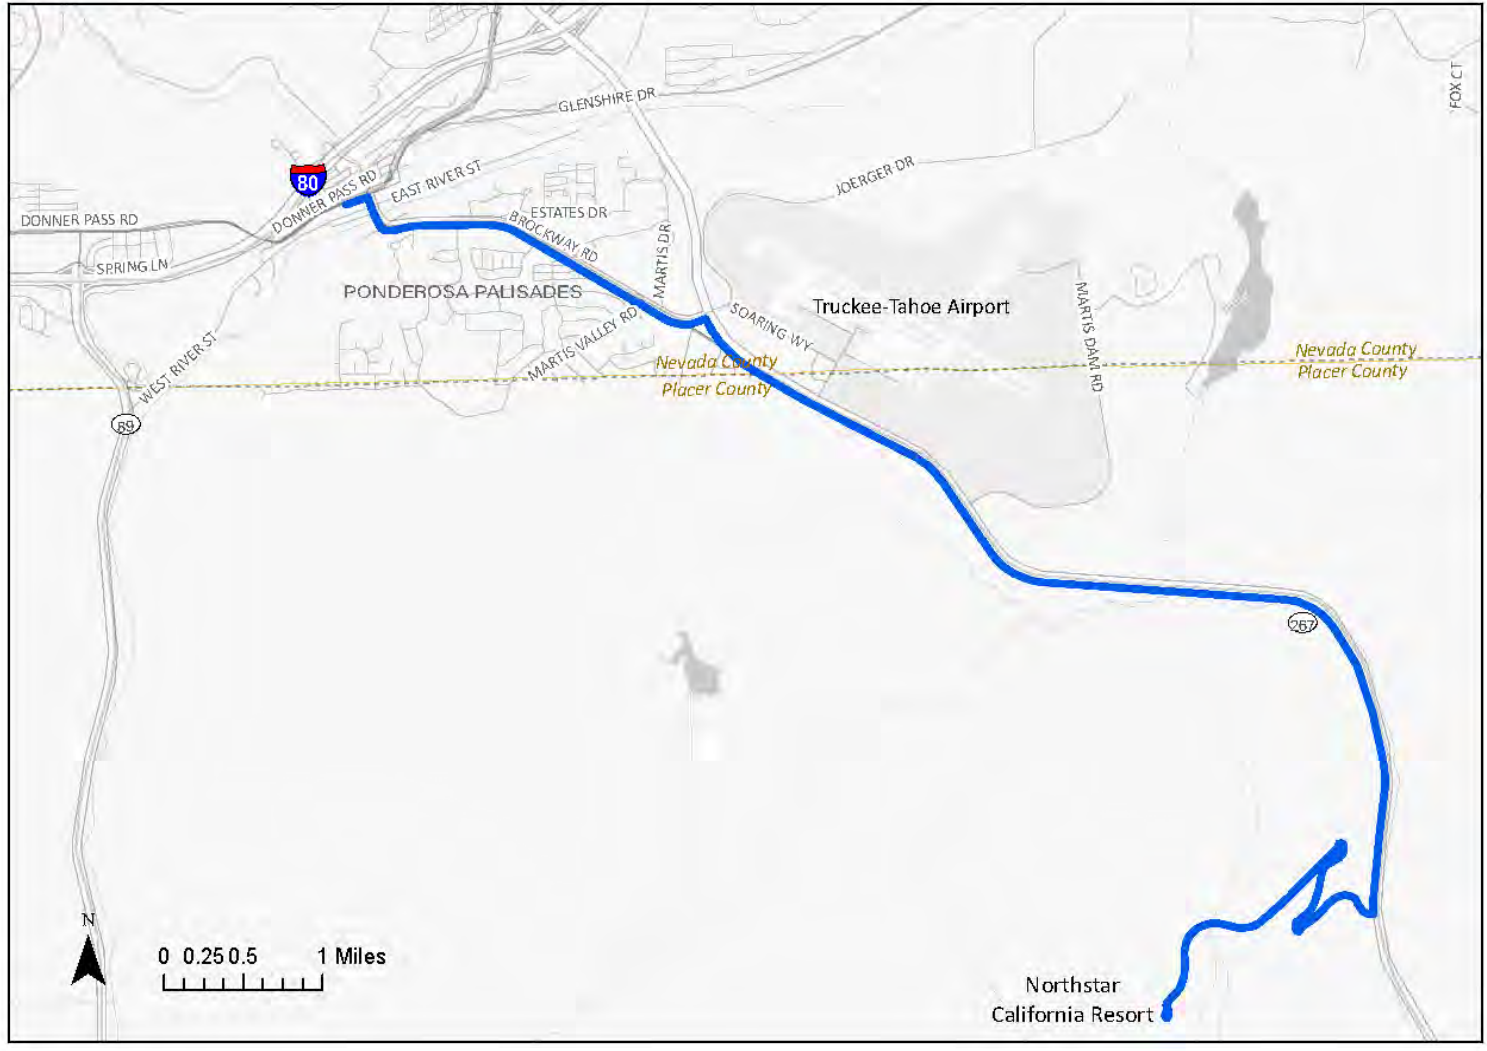 FOX CT
GLENSHIRE DR
JOERGER DR
80
DONNER PASS RD
EAST RIVER ST
DONNER PASS RD
ESTATES DR
BROCKWAY RD
MARTIS DR
SPRING LN
PONDEROSA PALISADES
Truckee-Tahoe Airport
SOARING WY
MARTIS DAM RD
MARTIS VALLEY RD
WEST RIVER ST
Nevada County
Placer County
Nevada County
Placer County
89
267
N
0 0.25 0.5 1 Miles
Northstar
California Resort